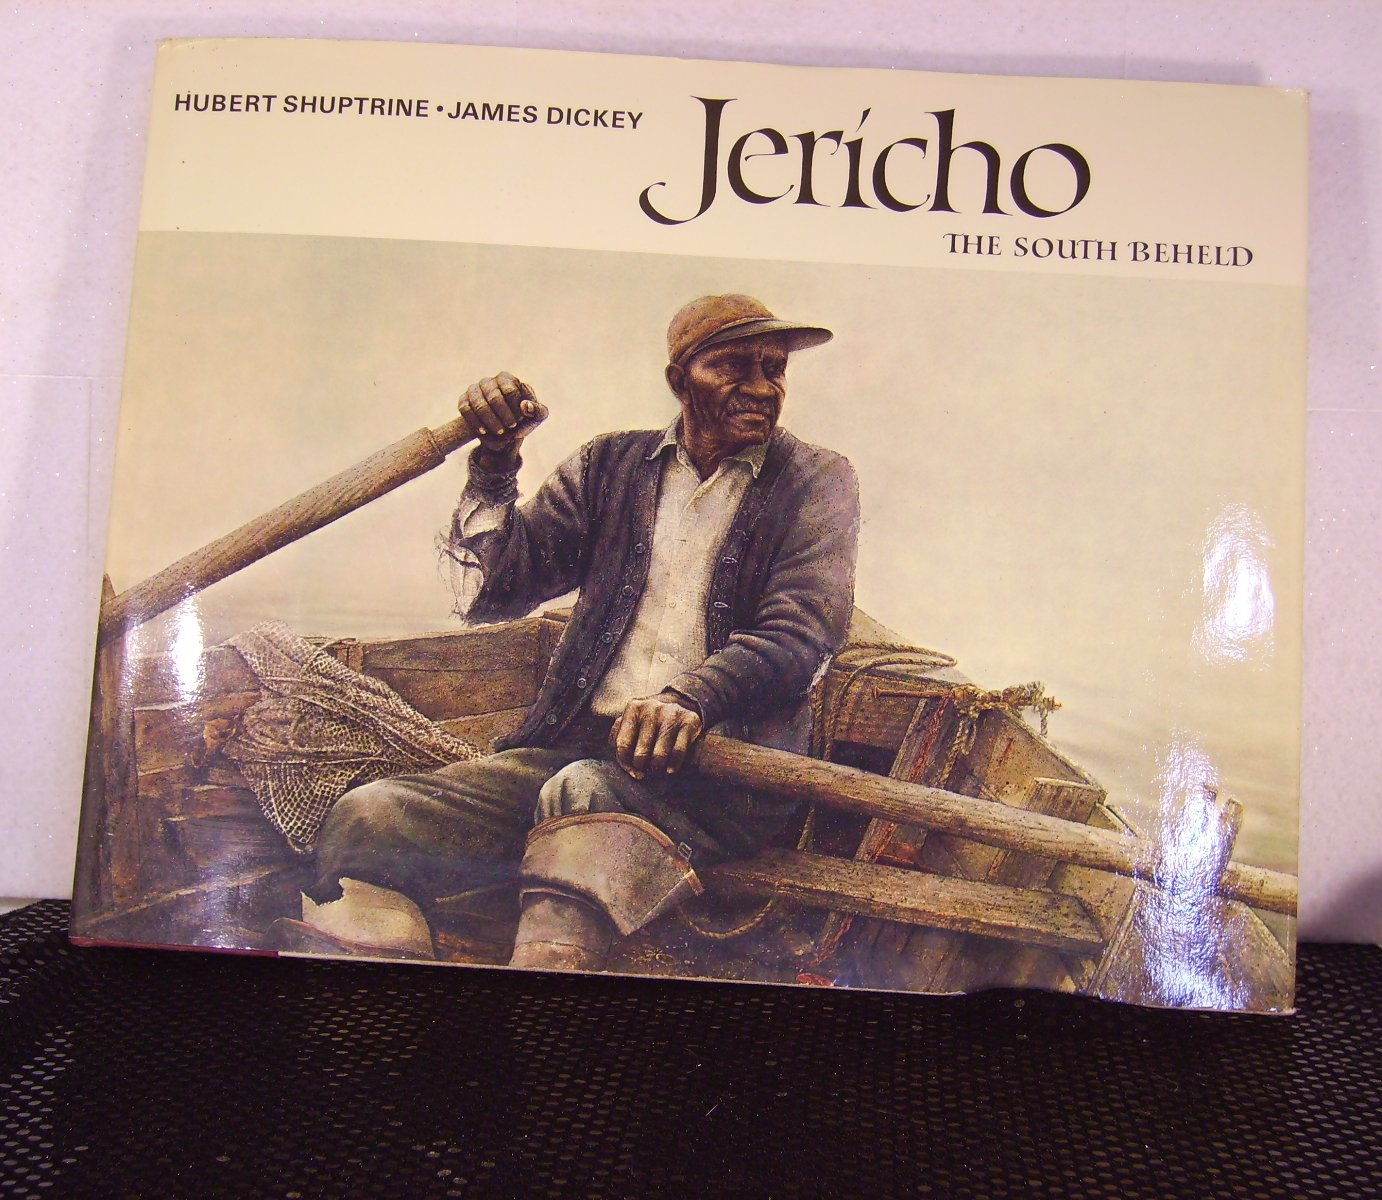 HUBERT SHUPTRINE • JAMES DICKEY
Jericho
THE SOUTH BEHELD